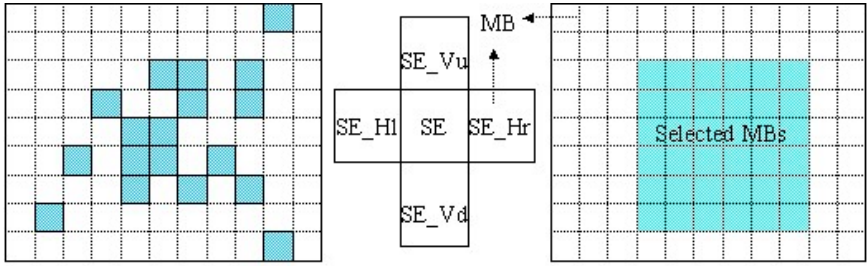 MB
SE_Vu
SE_Hl SE SE_Hr
SE_Vd
Selected MBs